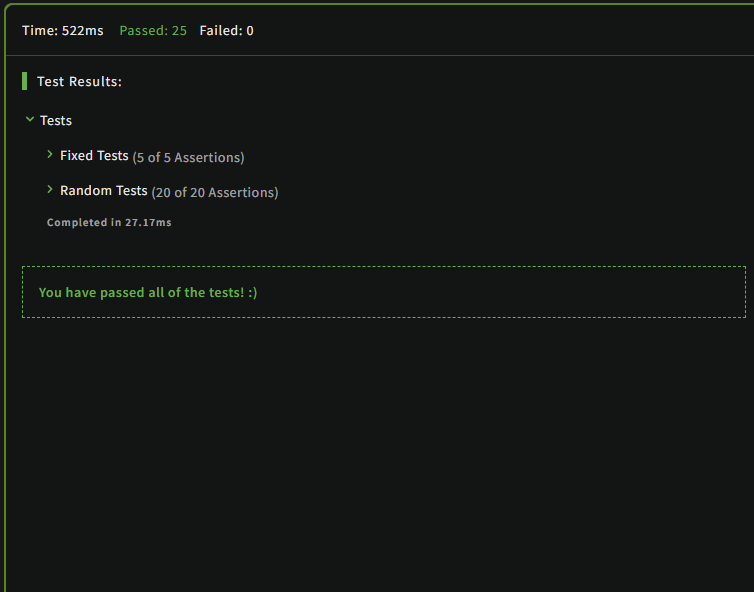 Time: 522ms Passed: 25 Failed: 0
Test Results:
Tests
Fixed Tests (5 of 5 Assertions)
Random Tests (20 of 20 Assertions)
Completed in 27.17ms
You have passed all of the tests! :)